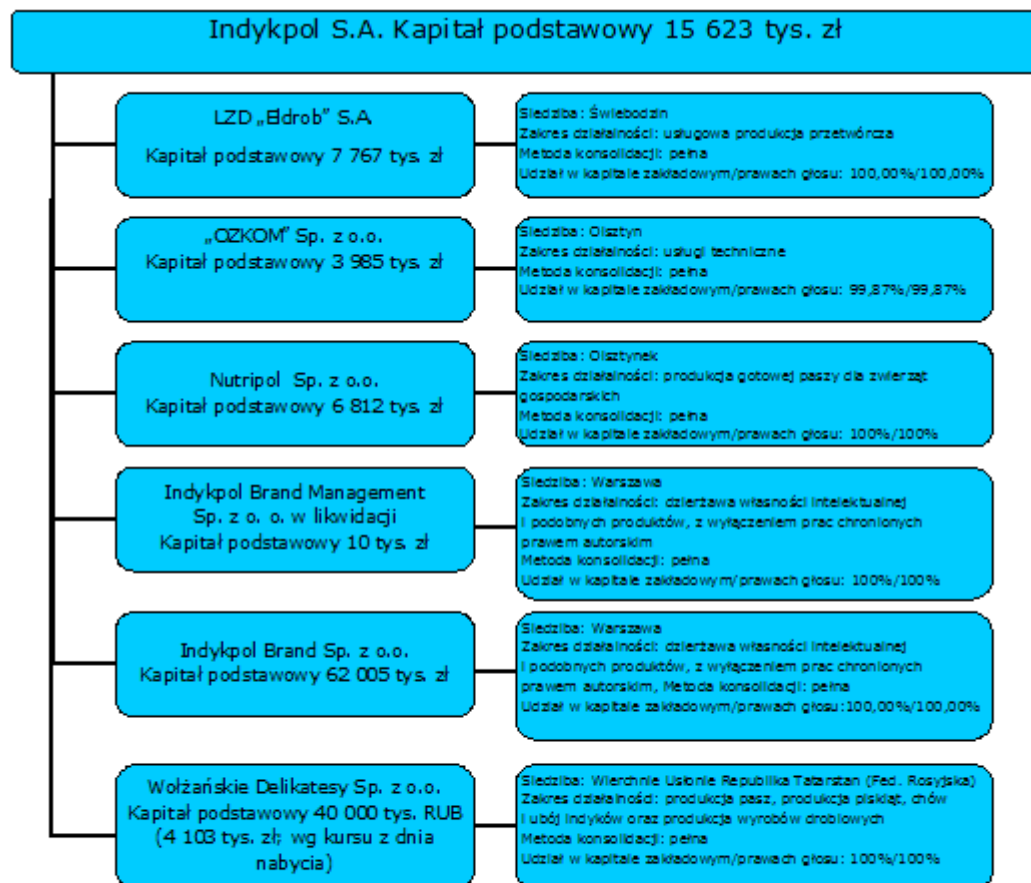 Indykpol S.A. Kapitał podstawowy 15 623 tys. zł
LZD „Eldrob” S.A.
Kapitał podstawowy 7 767 tys. zł
Siedziba: Świebodzin
Zakres działalności: usługowa produkcja przetwórcza
Metoda konsolidacji: pełna
Udział w kapitale zakładowym/prawach głosu: 100,00%/100,00%
„OZKOM” Sp. z o.o.
Kapitał podstawowy 3 985 tys. zł
Siedziba: Olsztyn
Zakres działalności: usługi techniczne
Metoda konsolidacji: pełna
Udział w kapitale zakładowym/prawach głosu: 99,87%/99,87%
Nutripol Sp. z o.o.
Kapitał podstawowy 6 812 tys. zł
Siedziba: Olsztynek
Zakres działalności: produkcja gotowej paszy dla zwierząt
gospodarskich
Metoda konsolidacji: pełna
Udział w kapitale zakładowym/prawach głosu: 100%/100%
Indykpol Brand Management
Sp. z o. o. w likwidacji
Kapitał podstawowy 10 tys. zł
Siedziba: Warszawa
Zakres działalności: dzierżawa własności intelektualnej
i podobnych produktów, z wyłączeniem prac chronionych
prawem autorskim
Metoda konsolidacji: pełna
Udział w kapitale zakładowym/prawach głosu: 100%/100%
Indykpol Brand Sp. z o.o.
Kapitał podstawowy 62 005 tys. zł
Siedziba: Warszawa
Zakres działalności: dzierżawa własności intelektualnej
i podobnych produktów, z wyłączeniem prac chronionych
prawem autorskim, Metoda konsolidacji: pełna
Udział w kapitale zakładowym/prawach głosu:100,00%/100,00%
Wołżańskie Delikatesy Sp. z o.o.
Kapitał podstawowy 40 000 tys. RUB
(4 103 tys. zł; wg kursu z dnia
nabycia)
Siedziba: Wierchnie Usłonie Republika Tatarstan (Fed. Rosyjska)
Zakres działalności: produkcja pasz, produkcja piskląt, chów
i ubój indyków oraz produkcja wyrobów drobiowych
Metoda konsolidacji: pełna
Udział w kapitale zakładowym/prawach głosu: 100%/100%